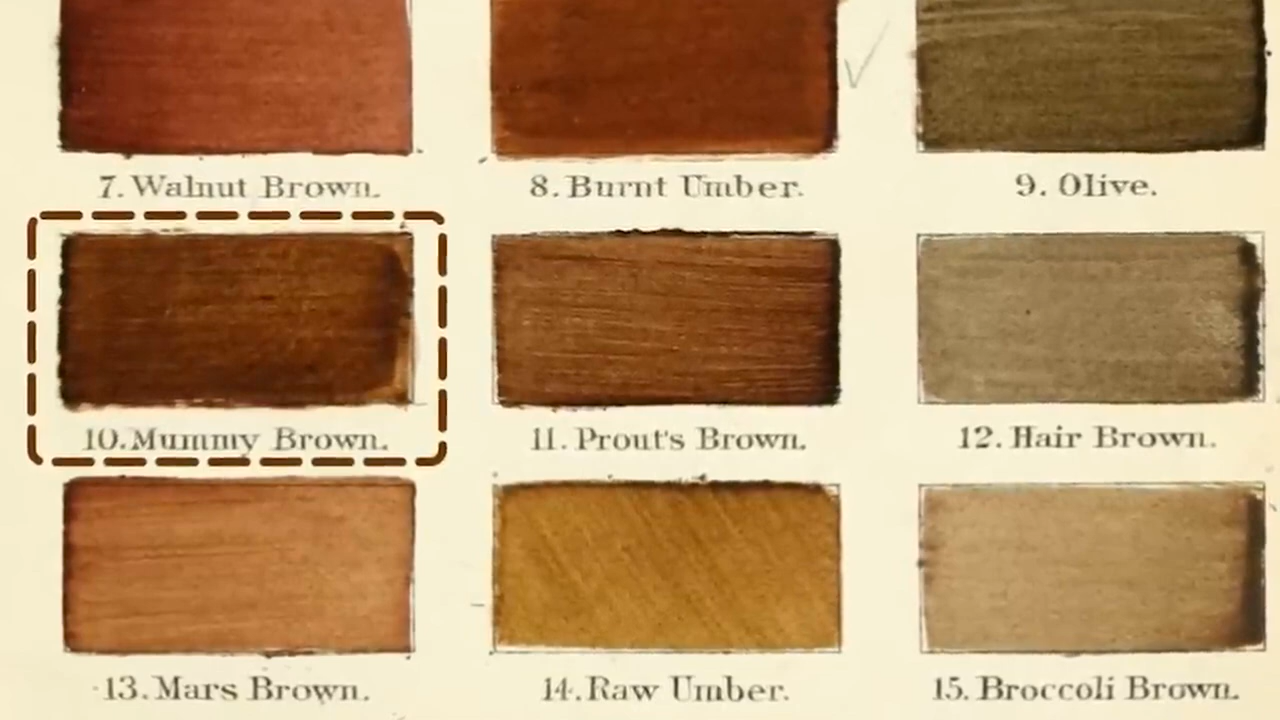 7. Walnut Brown.
8. Burnt Umber.
9. Olive.
10. Mummy Brown.
11. Prout's Brown.
12. Hair Brown.
13. Mars Brown.
14. Raw Umber.
15. Broccoli Brown.